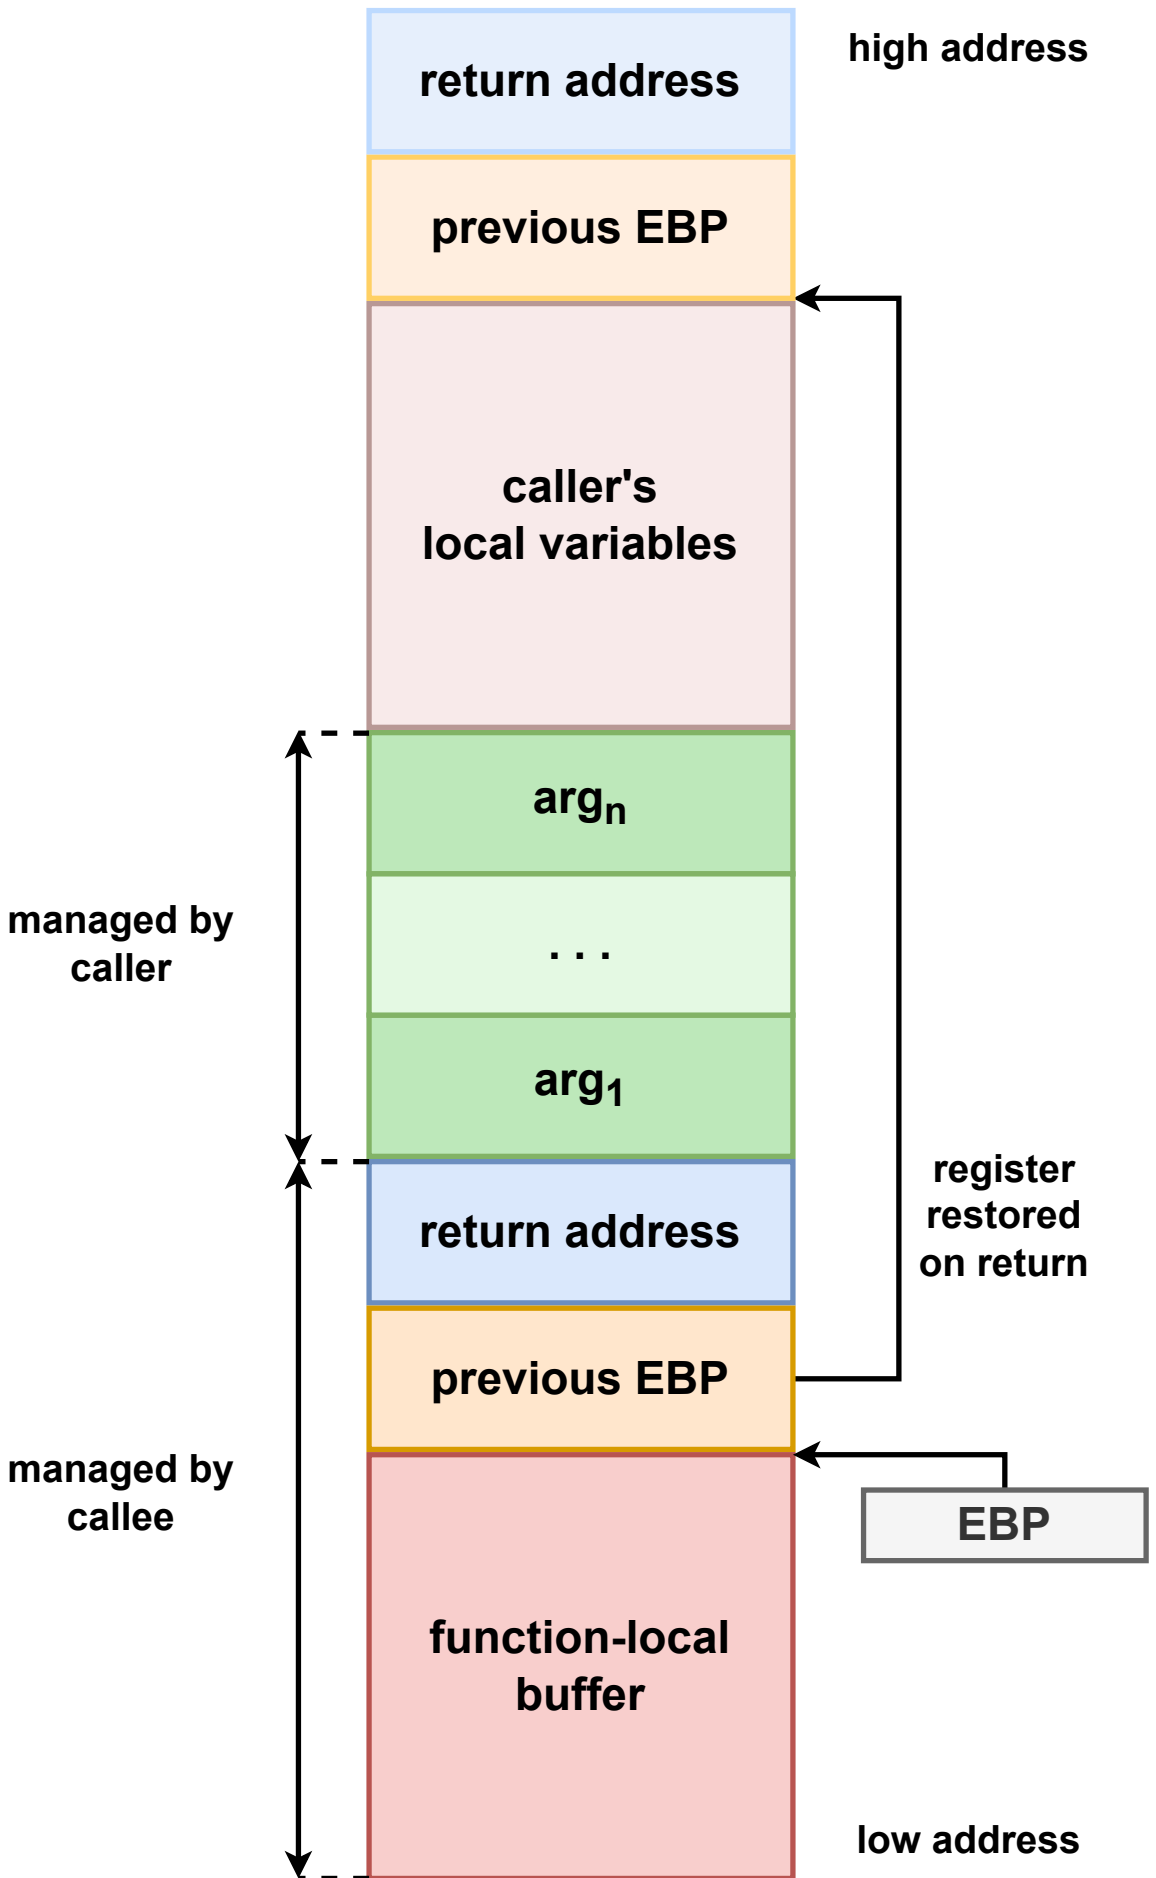 high address
return address
previous EBP
caller's
local variables
argₙ
. . .
managed by
caller
arg₁
register
restored
on return
return address
previous EBP
managed by
callee
EBP
function-local
buffer
low address